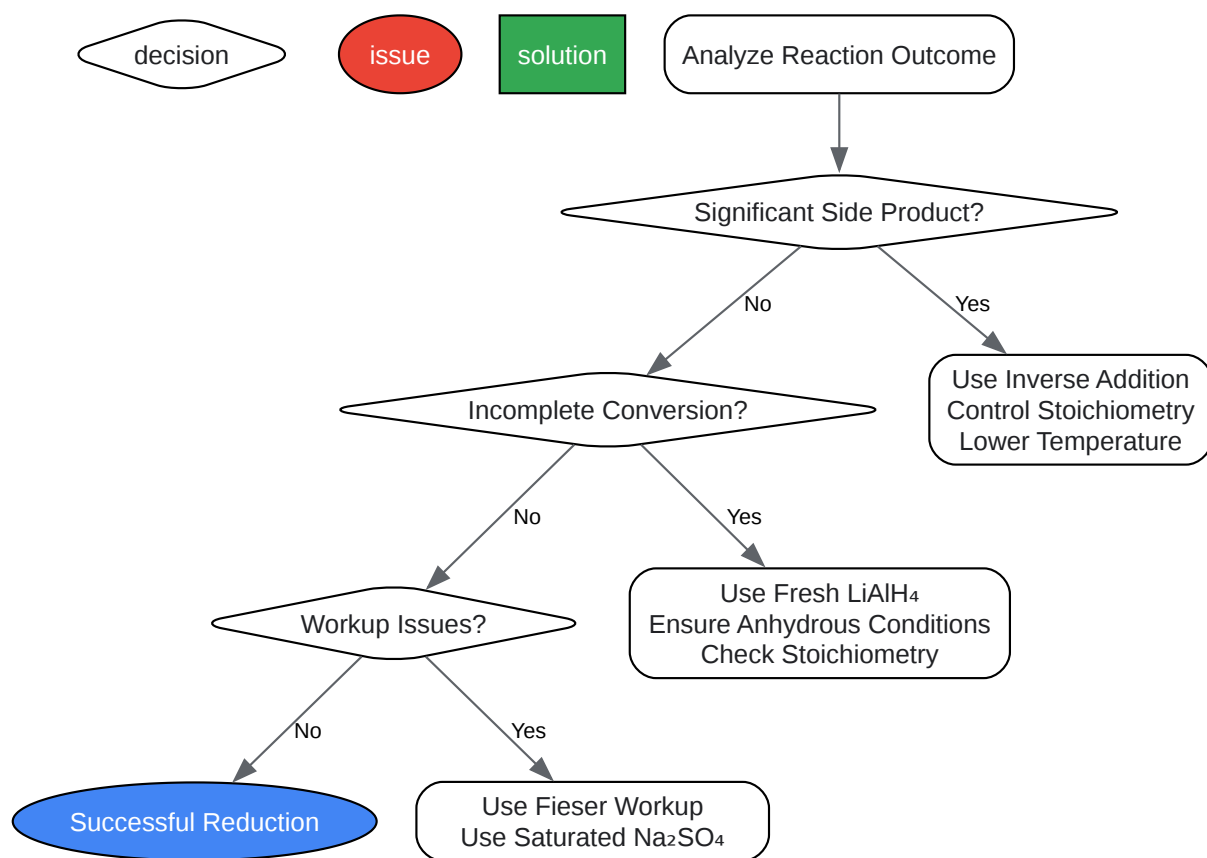 decision
issue
solution
Analyze Reaction Outcome
Significant Side Product?
No
Yes
Use Inverse Addition
Control Stoichiometry
Lower Temperature
Incomplete Conversion?
No
Yes
Use Fresh LiAlH₄
Ensure Anhydrous Conditions
Check Stoichiometry
Workup Issues?
No
Yes
Successful Reduction
Use Fieser Workup
Use Saturated Na₂SO₄